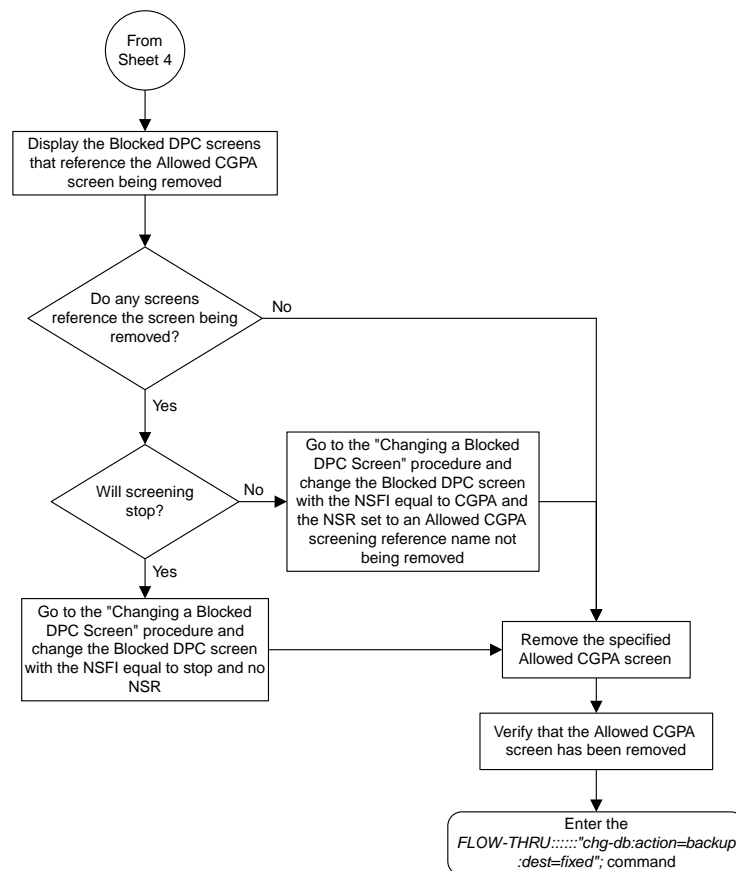 From
Sheet 4
Display the Blocked DPC screens
that reference the Allowed CGPA
screen being removed
Do any screens
reference the screen being
removed?
No
Yes
Will screening
stop?
No
Go to the "Changing a Blocked
DPC Screen" procedure and
change the Blocked DPC screen
with the NSFI equal to CGPA and
the NSR set to an Allowed CGPA
screening reference name not
being removed
Yes
Go to the "Changing a Blocked
DPC Screen" procedure and
change the Blocked DPC screen
with the NSFI equal to stop and no
NSR
Remove the specified
Allowed CGPA screen
Verify that the Allowed CGPA
screen has been removed
Enter the
FLOW-THRU::::::"chg-db:action=backup
:dest=fixed"; command